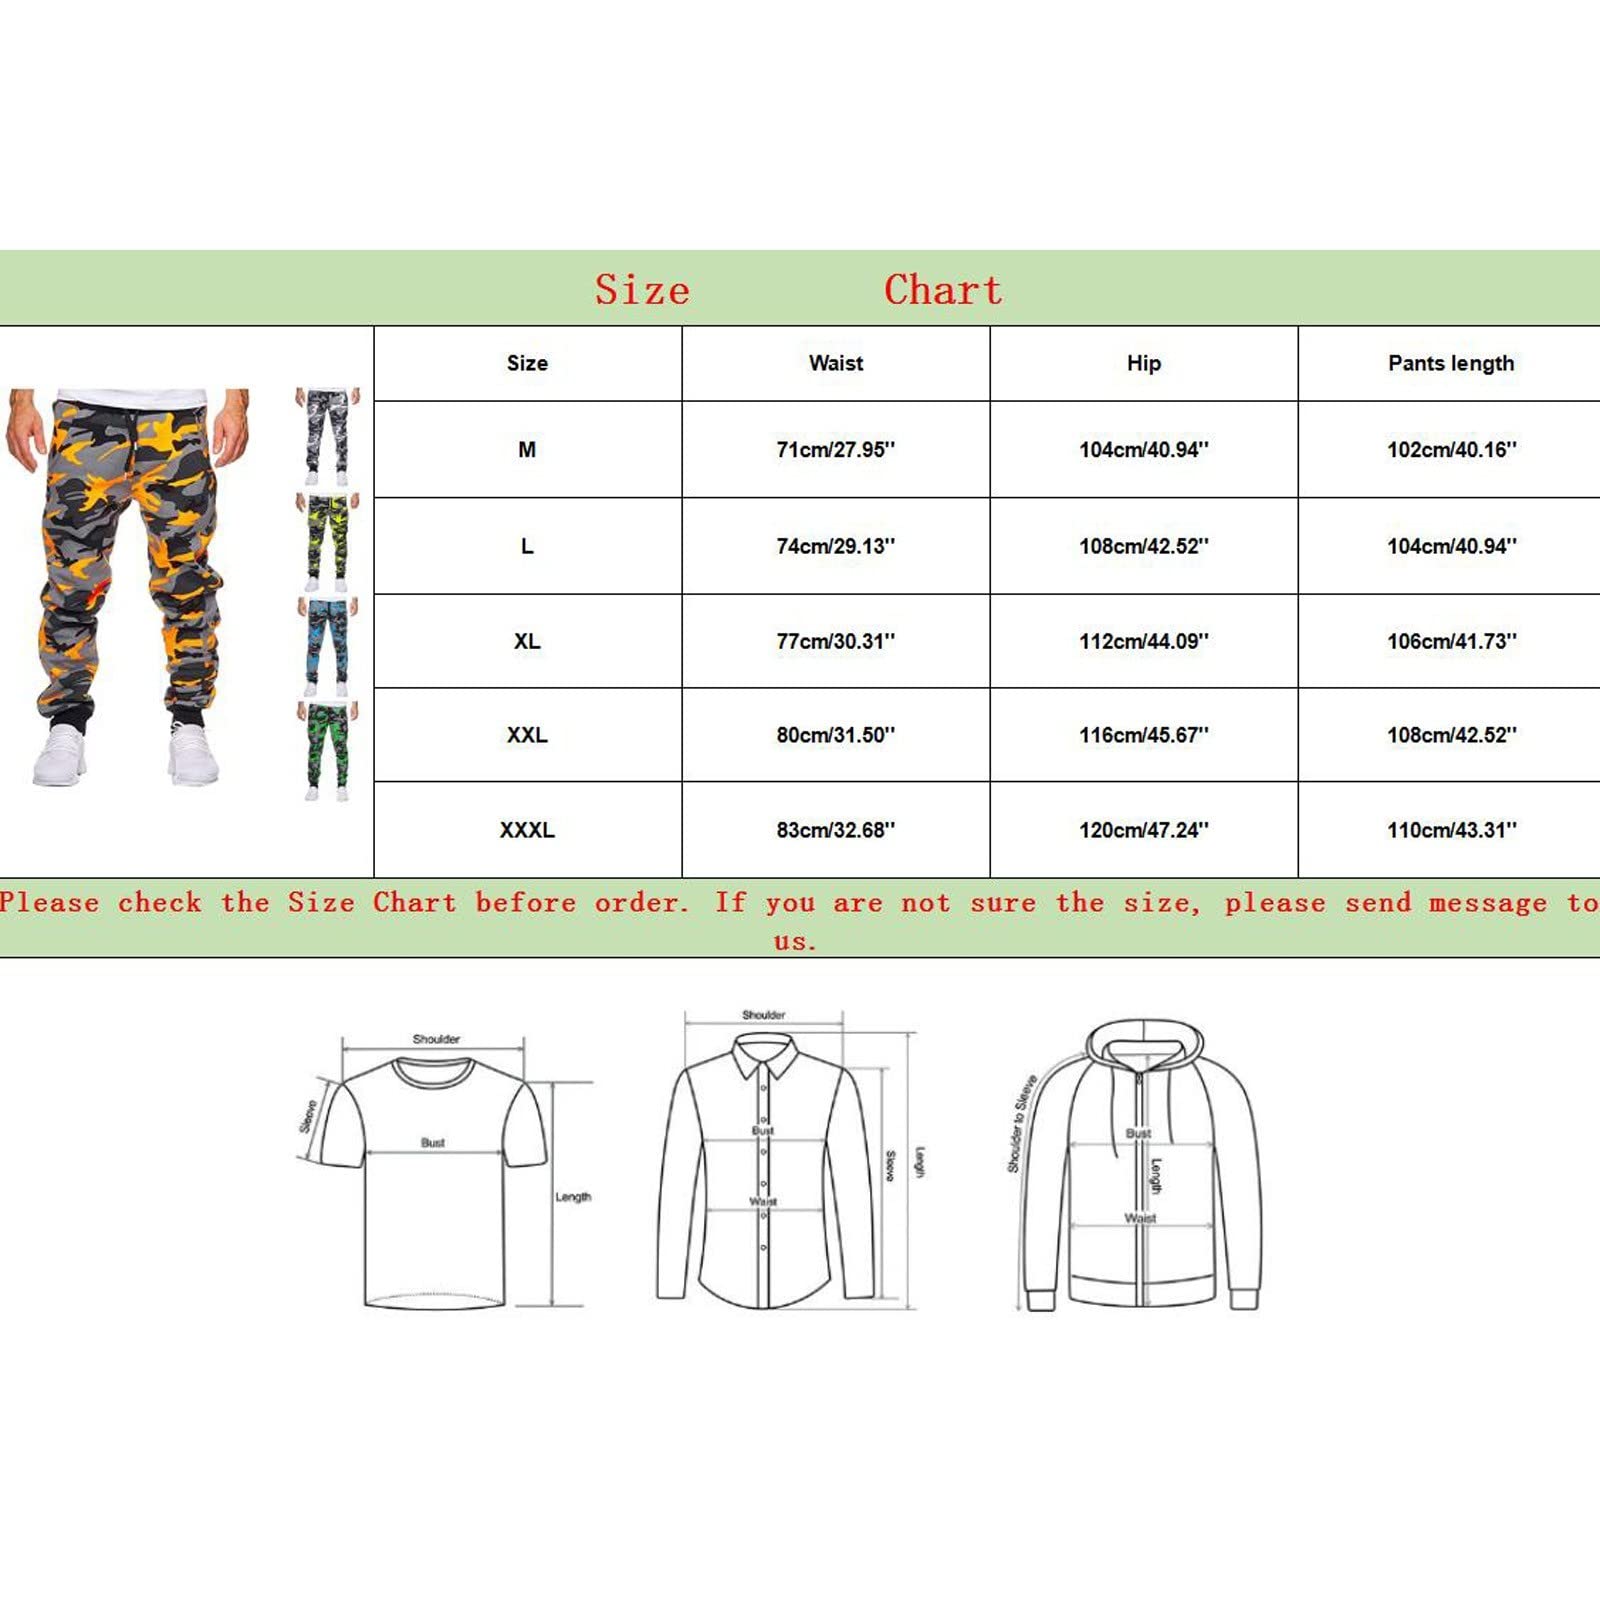 Size Chart
Size Waist Hip Pants length
M 71cm/27.95'' 104cm/40.94'' 102cm/40.16''
L 74cm/29.13'' 108cm/42.52'' 104cm/40.94''
XL 77cm/30.31'' 112cm/44.09'' 106cm/41.73''
XXL 80cm/31.50'' 116cm/45.67'' 108cm/42.52''
XXXL 83cm/32.68'' 120cm/47.24'' 110cm/43.31''
Please check the Size Chart before order. If you are not sure the size, please send message to
us.
Shoulder
Sleeve
Bust
Length
Shoulder
Bust
Waist
Sleeve
Length
Shoulder to Sleeve
Bust
Length
Waist